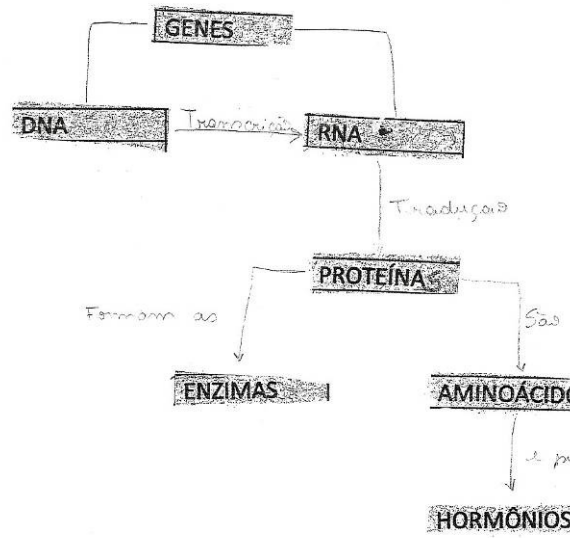 GENES
DNA
Transcrição
RNA
Tradução
PROTEÍNA
Formam as
São
ENZIMAS
AMINOÁCIDO
e
HORMÔNIOS